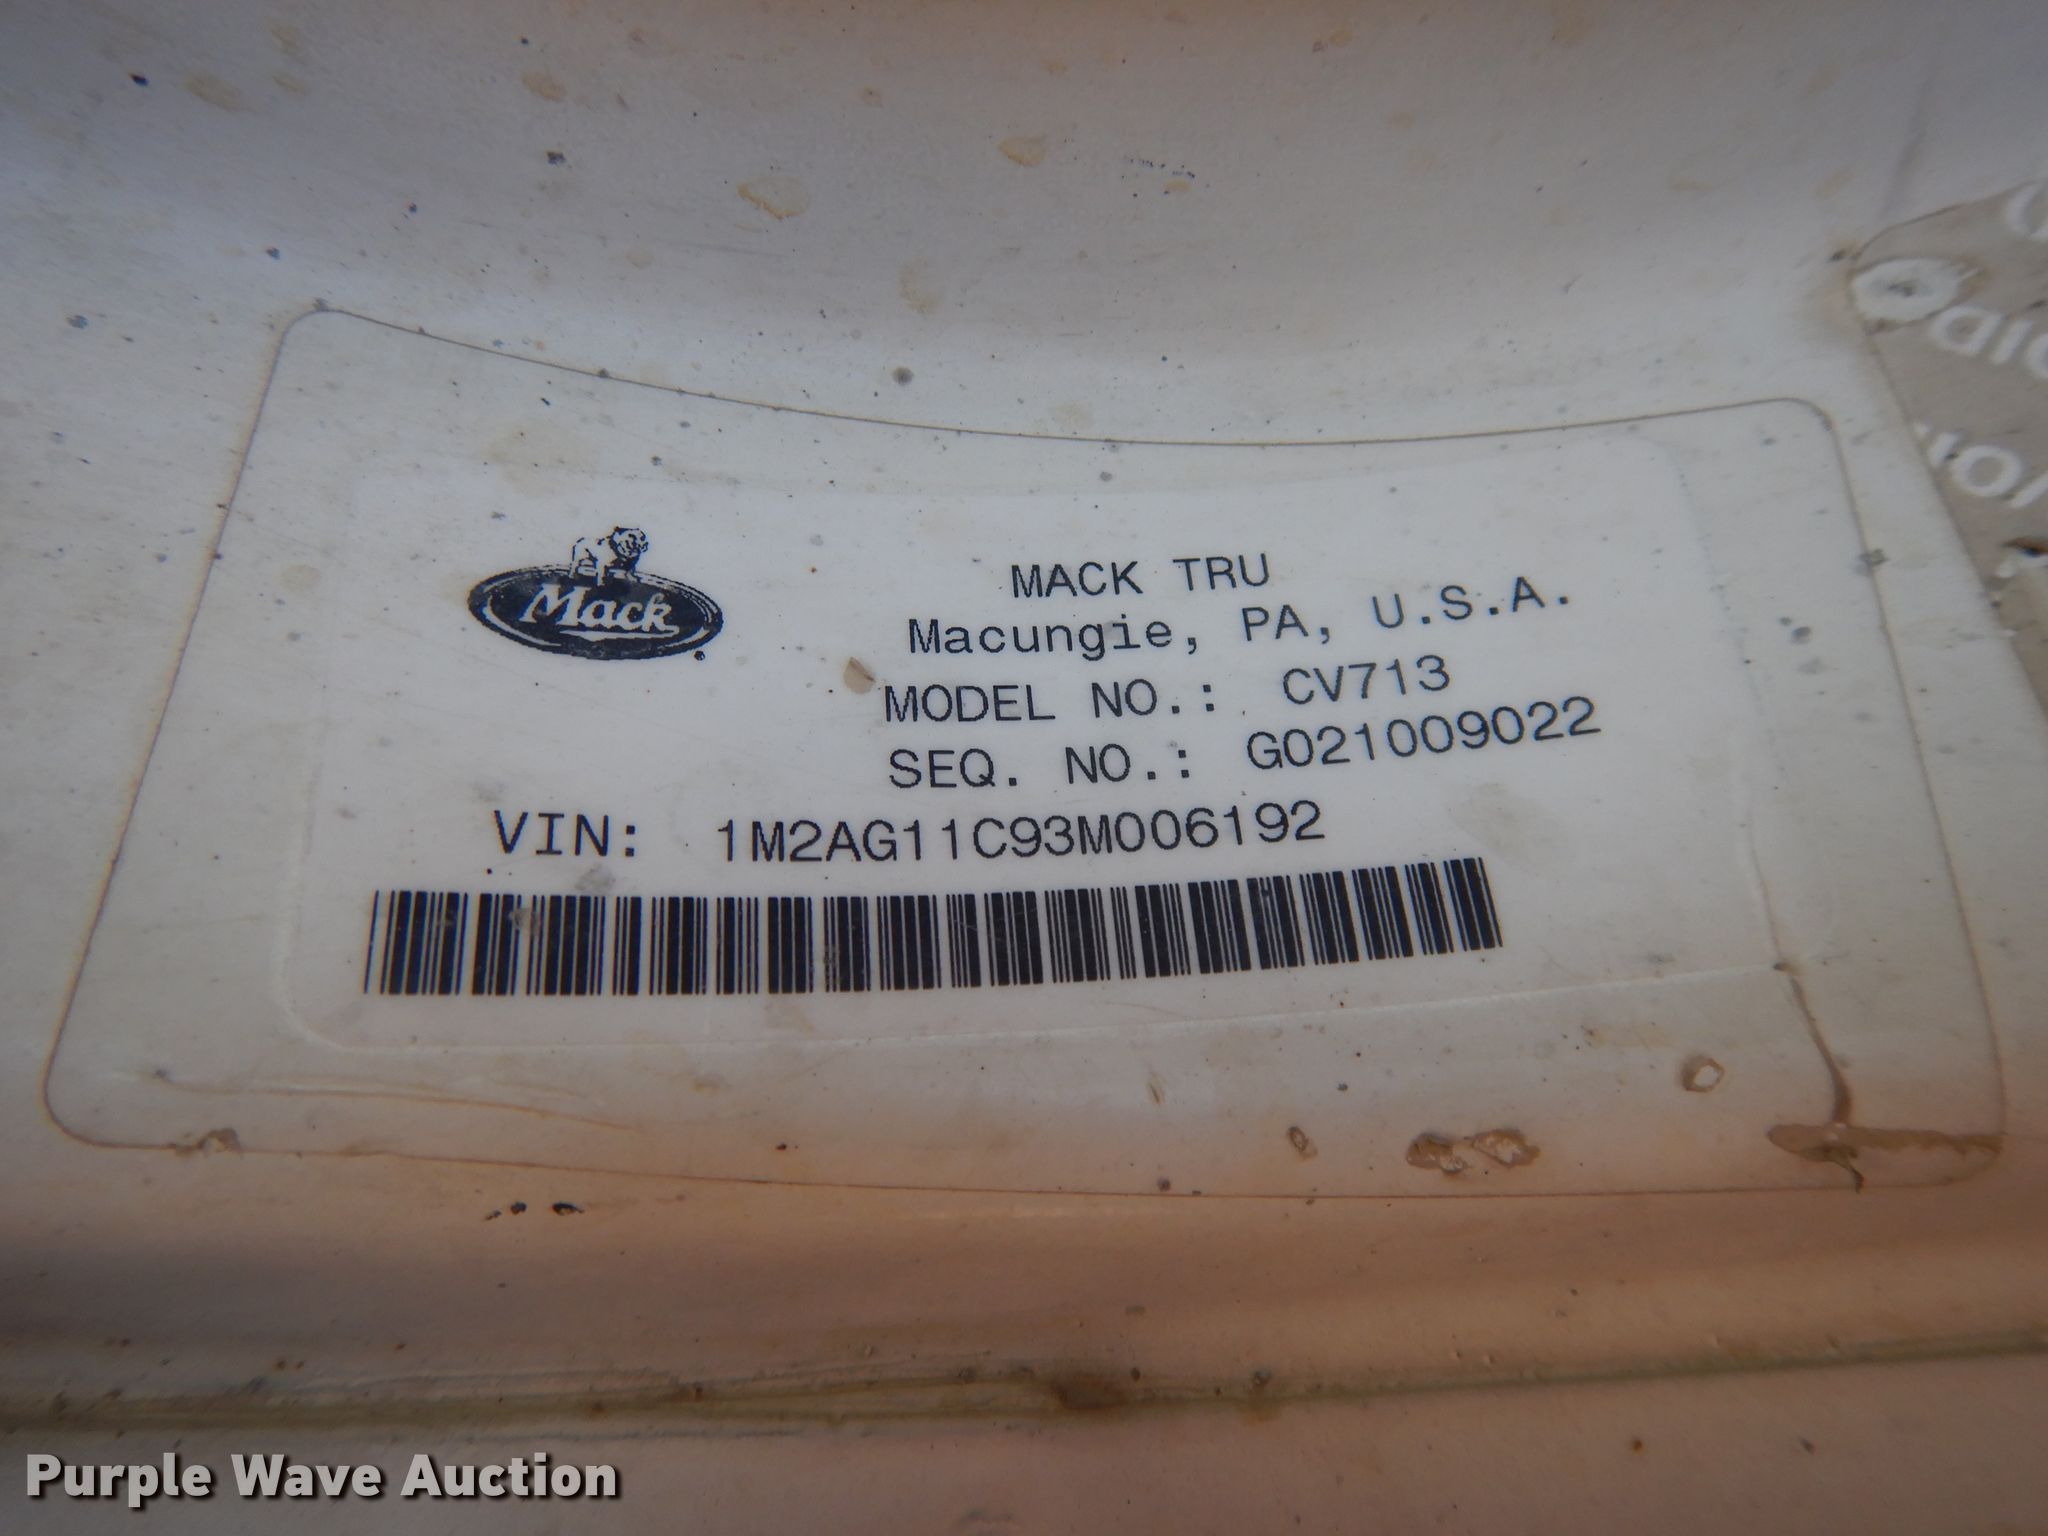 Mack
MACK TRU
Macungie, PA, U.S.A.
MODEL NO.: CV713
SEQ. NO.: G021009022
VIN: 1M2AG11C93M006192
Purple Wave Auction